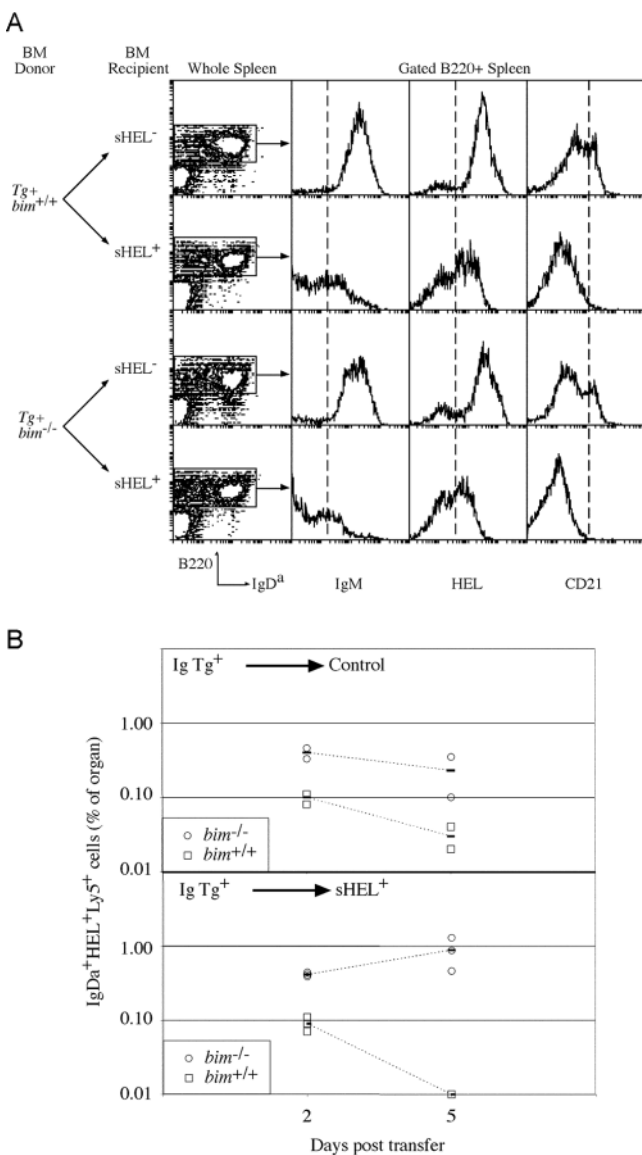 A
BM Donor
BM Recipient
Whole Spleen
Gated B220+ Spleen
Tg+ bim+/+
sHEL-
sHEL+
Tg+ bim-/-
sHEL-
sHEL+
B220
IgDa
IgM
HEL
CD21
B
IgDa+HEL+Ly5+ cells (% of organ)
Ig Tg+ Control
1.00
0.10
0.01
bim-/-
bim+/+
Ig Tg+ sHEL+
1.00
0.10
0.01
bim-/-
bim+/+
2
5
Days post transfer